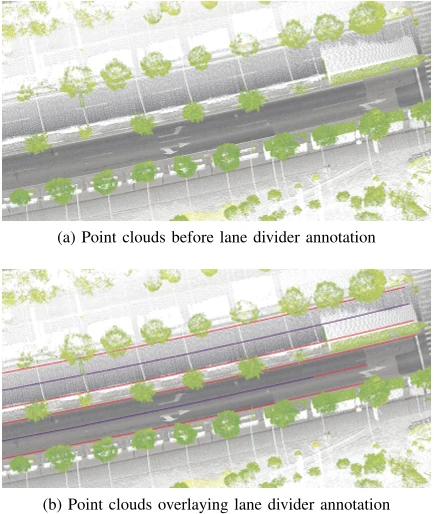 (a) Point clouds before lane divider annotation
(b) Point clouds overlaying lane divider annotation